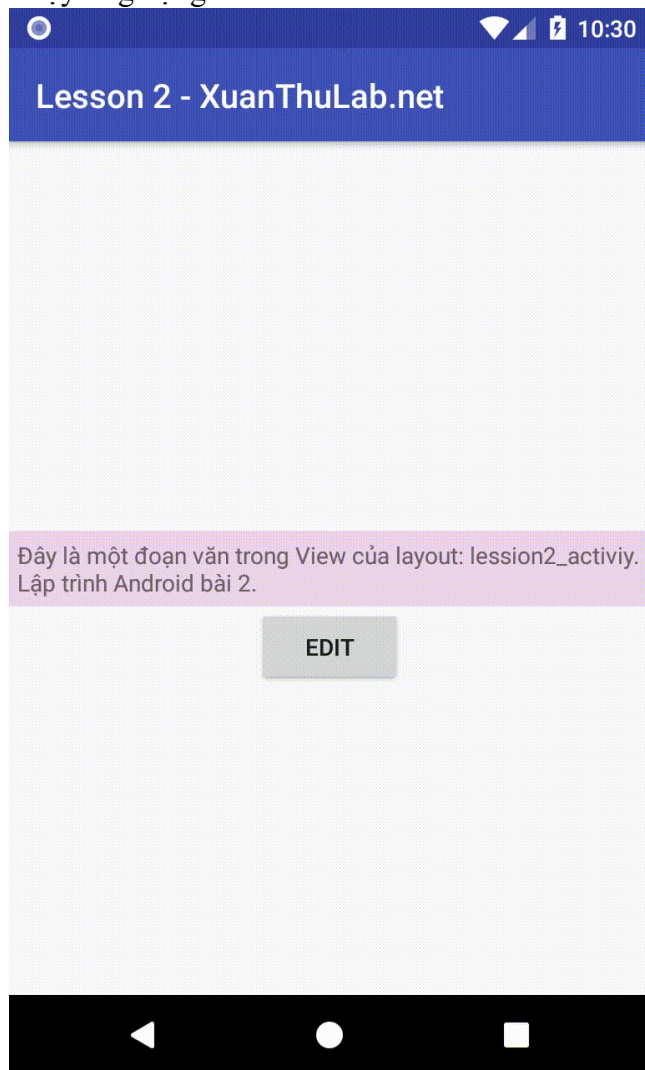 10:30
Lesson 2 - XuanThuLab.net
Đây là một đoạn văn trong View của layout: lession2_activiy.
Lập trình Android bài 2.
EDIT